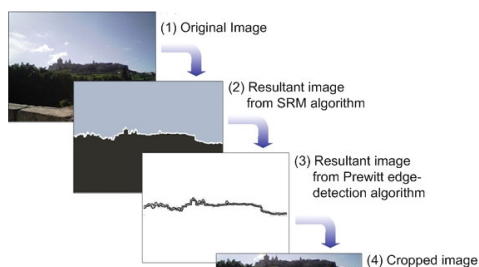 (1) Original Image
(2) Resultant image
from SRM algorithm
(3) Resultant image
from Prewitt edge-
detection algorithm
(4) Cropped image